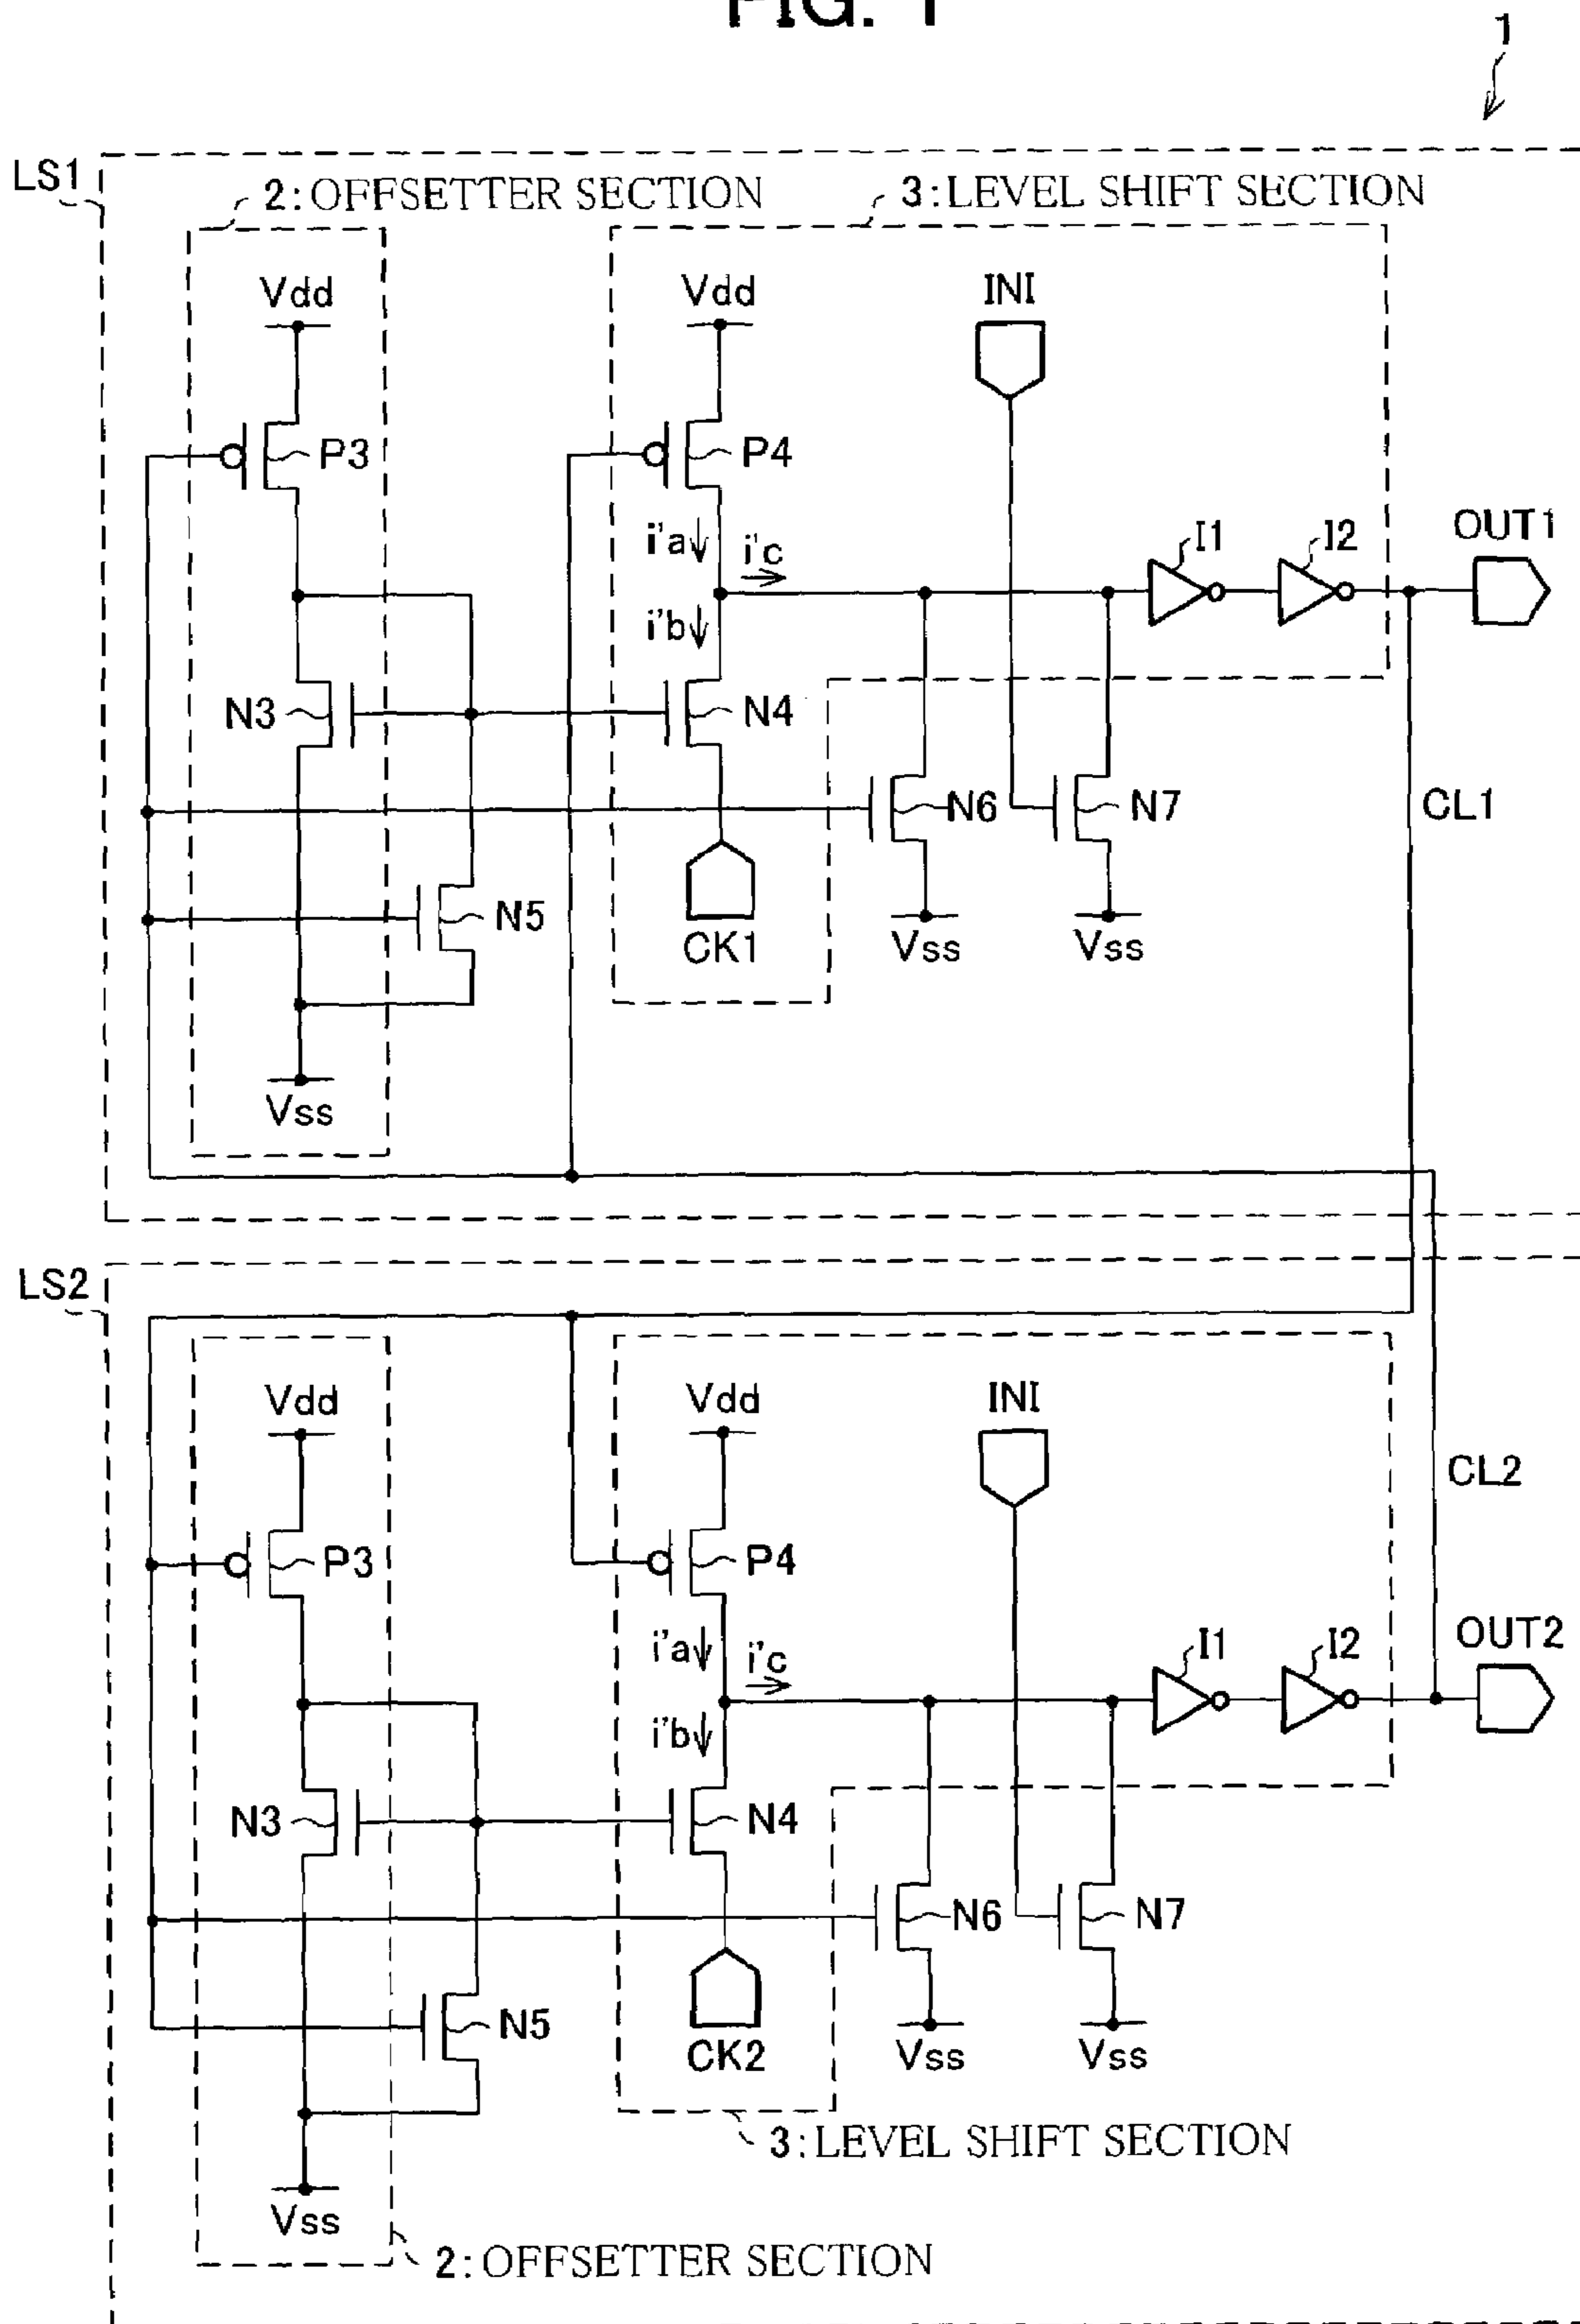 FIG. 1
1
LS1
2: OFFSETTER SECTION
3: LEVEL SHIFT SECTION
Vdd
Vdd
INI
P3
P4
i'a
i'c
I1
I2
OUT1
i'b
N3
N4
N6
N7
CL1
N5
CK1
Vss
Vss
Vss
LS2
Vdd
Vdd
INI
CL2
P3
P4
i'a
i'c
I1
I2
OUT2
i'b
N3
N4
N6
N7
N5
CK2
Vss
Vss
3: LEVEL SHIFT SECTION
Vss
2: OFFSETTER SECTION